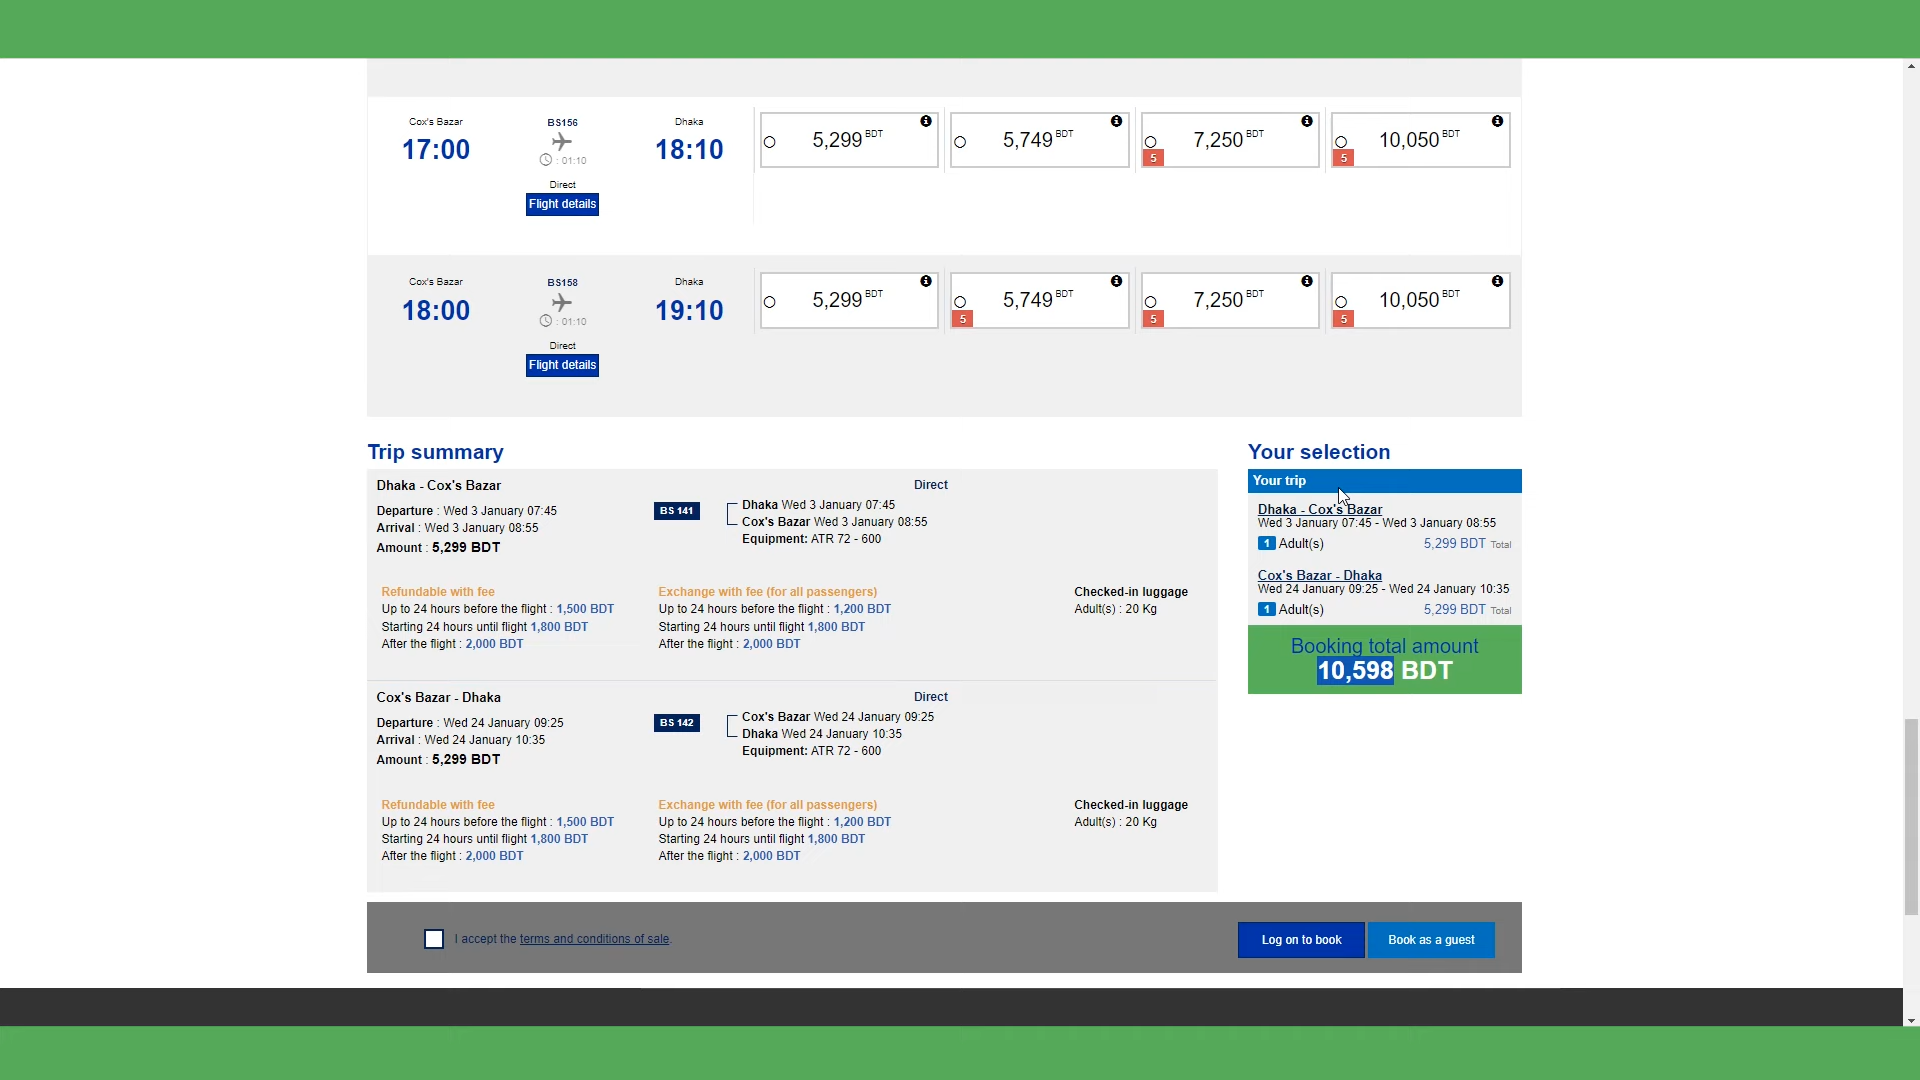 Cox's Bazar BS156 Dhaka
17:00 18:10 5,299 BDT 5,749 BDT 7,250 BDT 10,050 BDT
: 01:10 5 5
Direct
Flight details
Cox's Bazar BS158 Dhaka
18:00 19:10 5,299 BDT 5,749 BDT 7,250 BDT 10,050 BDT
: 01:10 5 5 5
Direct
Flight details
Trip summary
Dhaka - Cox's Bazar Direct
Departure : Wed 3 January 07:45
Arrival : Wed 3 January 08:55
Amount : 5,299 BDT
BS 141
Dhaka Wed 3 January 07:45
Cox's Bazar Wed 3 January 08:55
Equipment: ATR 72 - 600
Refundable with fee
Up to 24 hours before the flight : 1,500 BDT
Starting 24 hours until flight 1,800 BDT
After the flight : 2,000 BDT
Exchange with fee (for all passengers)
Up to 24 hours before the flight : 1,200 BDT
Starting 24 hours until flight 1,800 BDT
After the flight : 2,000 BDT
Checked-in luggage
Adult(s) : 20 Kg
Cox's Bazar - Dhaka Direct
Departure : Wed 24 January 09:25
Arrival : Wed 24 January 10:35
Amount : 5,299 BDT
BS 142
Cox's Bazar Wed 24 January 09:25
Dhaka Wed 24 January 10:35
Equipment: ATR 72 - 600
Refundable with fee
Up to 24 hours before the flight : 1,500 BDT
Starting 24 hours until flight 1,800 BDT
After the flight : 2,000 BDT
Exchange with fee (for all passengers)
Up to 24 hours before the flight : 1,200 BDT
Starting 24 hours until flight 1,800 BDT
After the flight : 2,000 BDT
Checked-in luggage
Adult(s) : 20 Kg
Your selection
Your trip
Dhaka - Cox's Bazar
Wed 3 January 07:45 - Wed 3 January 08:55
1 Adult(s) 5,299 BDT Total
Cox's Bazar - Dhaka
Wed 24 January 09:25 - Wed 24 January 10:35
1 Adult(s) 5,299 BDT Total
Booking total amount
10,598 BDT
I accept the terms and conditions of sale.
Log on to book
Book as a guest